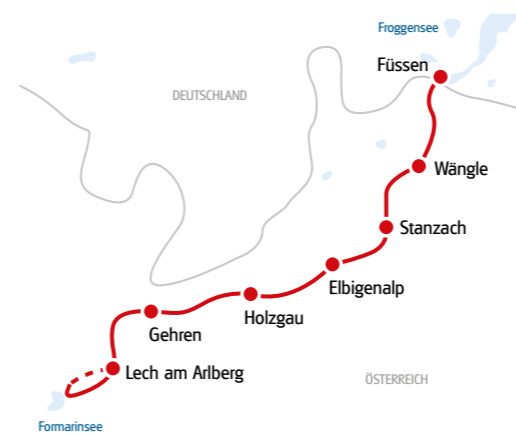 Froggensee
Füssen
DEUTSCHLAND
Wängle
Stanzach
Elbigenalp
Holzgau
Gehren
Lech am Arlberg
ÖSTERREICH
Formarinsee